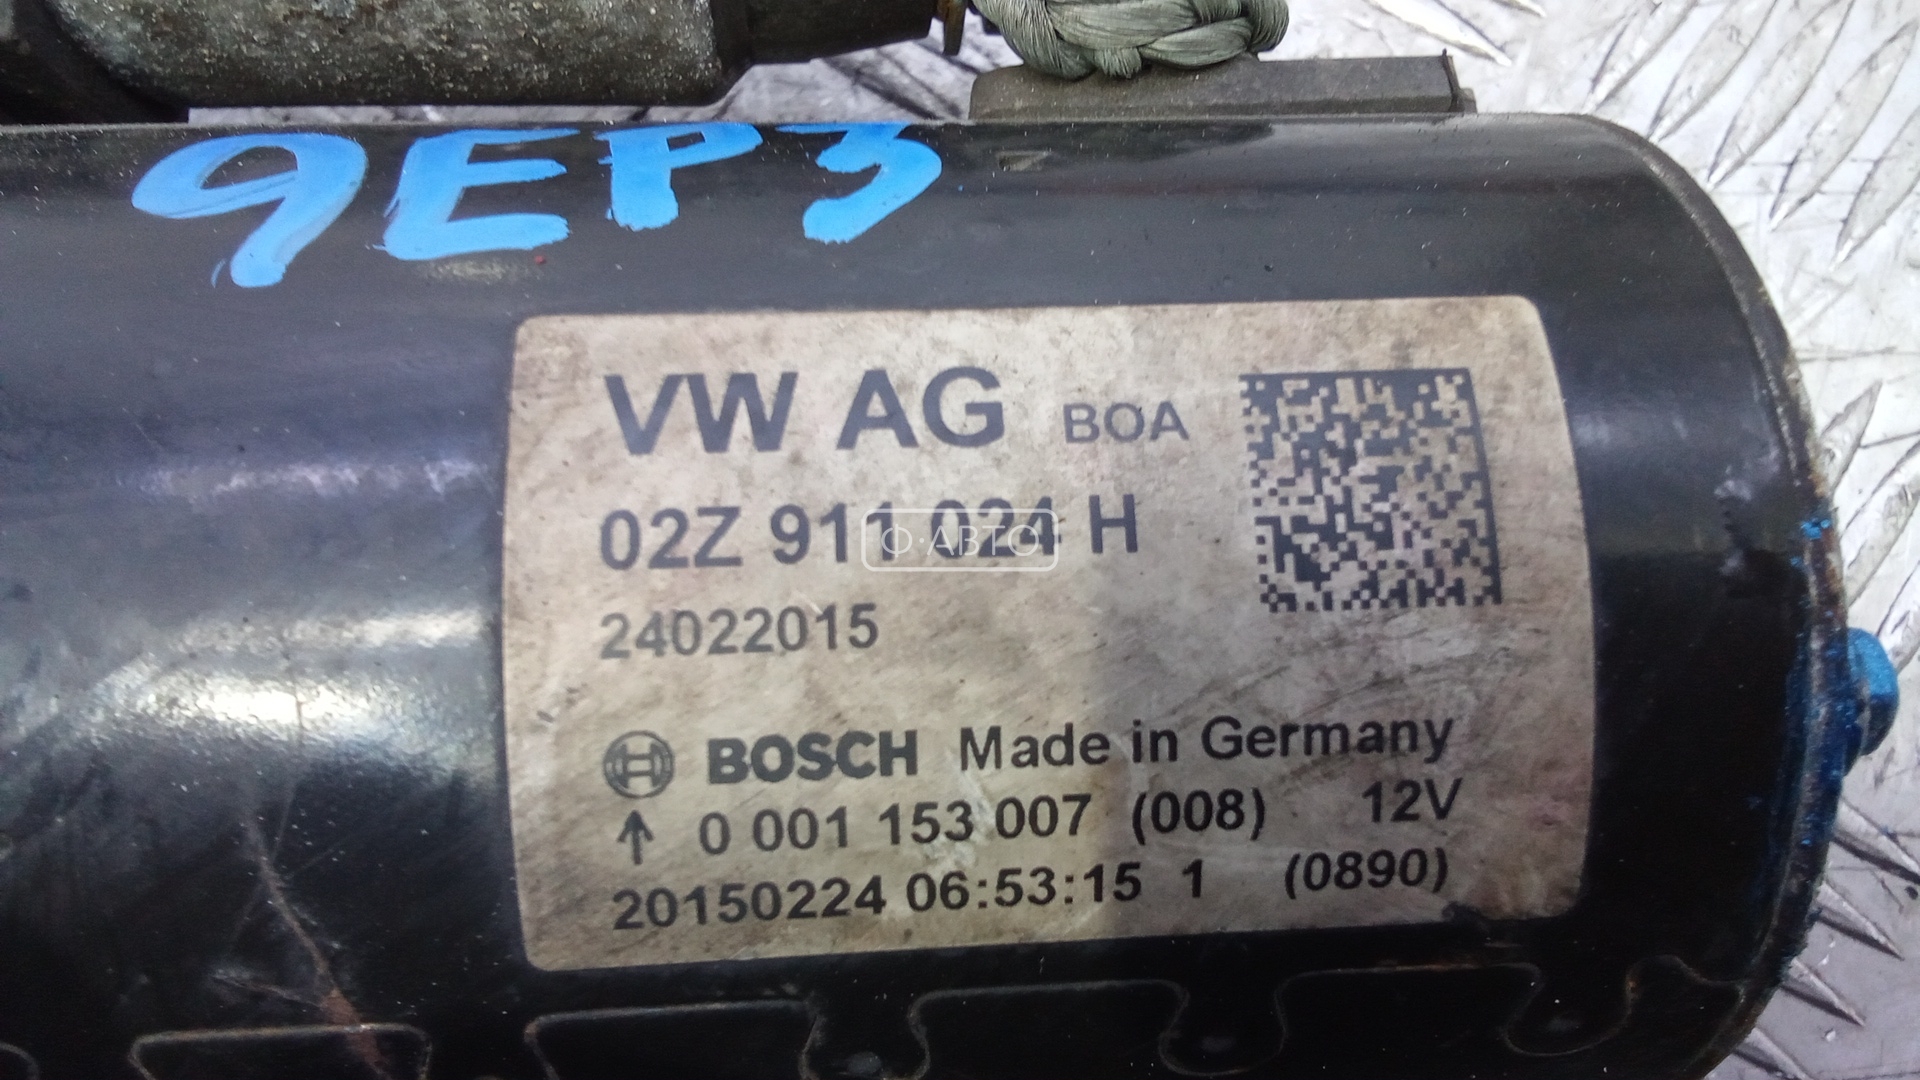 9EP3
VW AG BOA
02Z 911 024 H
Ф·АВТО
24022015
BOSCH Made in Germany
↑ 0 001 153 007 (008) 12V
20150224 06:53:15 1 (0890)